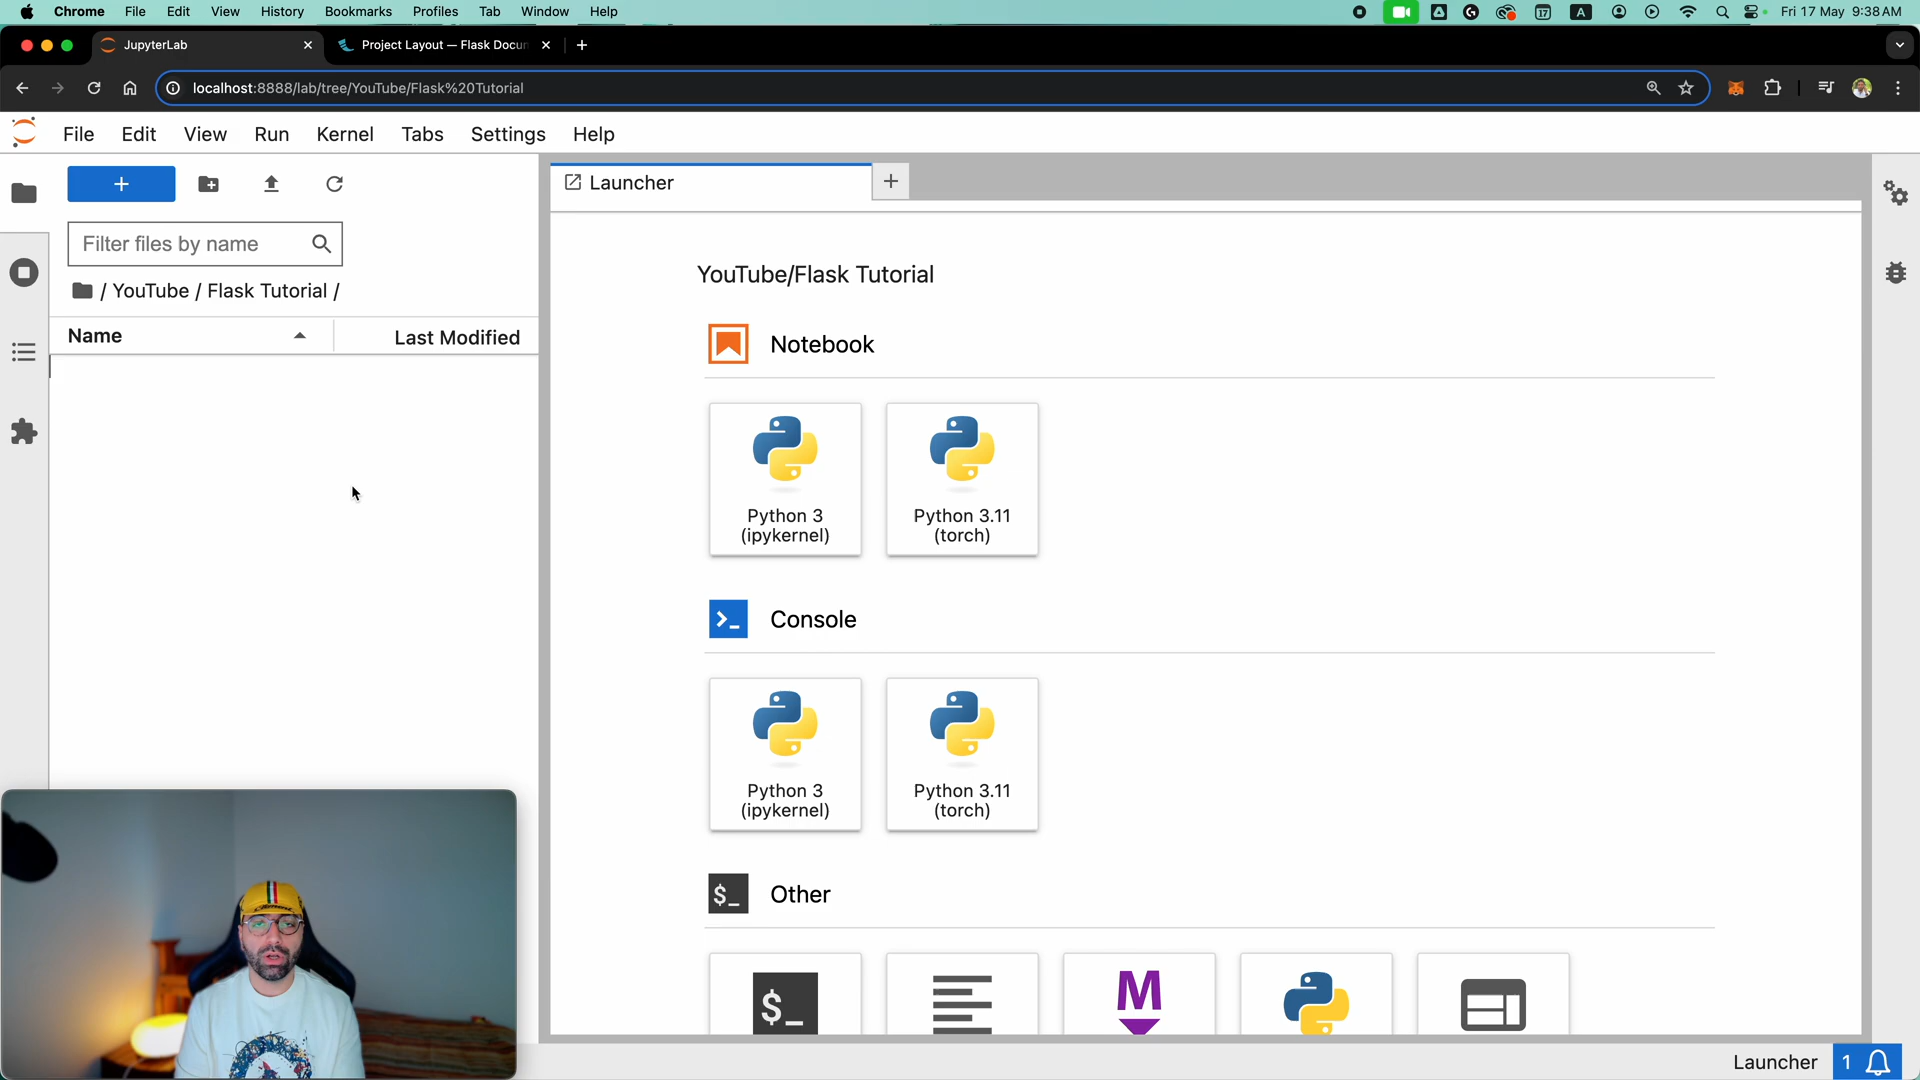 Chrome File Edit View History Bookmarks Profiles Tab Window Help
17 A Fri 17 May 9:38 AM
JupyterLab
Project Layout — Flask Docu
localhost:8888/lab/tree/YouTube/Flask%20Tutorial
File Edit View Run Kernel Tabs Settings Help
Launcher
Filter files by name
/ YouTube / Flask Tutorial /
Name
Last Modified
YouTube/Flask Tutorial
Notebook
Python 3
(ipykernel)
Python 3.11
(torch)
Console
Python 3
(ipykernel)
Python 3.11
(torch)
$_ Other
$_
M
Launcher 1